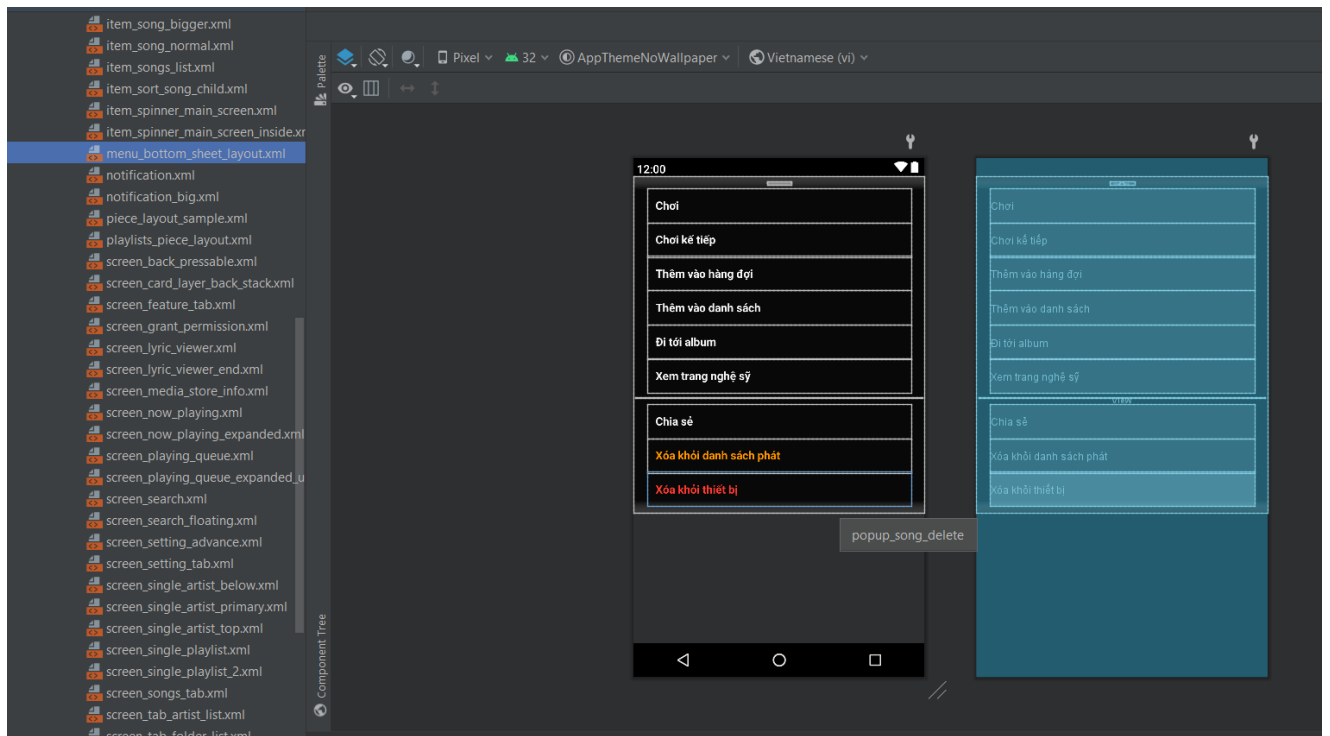 item_song_bigger.xml
item_song_normal.xml
item_songs_list.xml
item_sort_song_child.xml
item_spinner_main_screen.xml
item_spinner_main_screen_inside.xr
menu_bottom_sheet_layout.xml
notification.xml
notification_big.xml
piece_layout_sample.xml
playlists_piece_layout.xml
screen_back_pressable.xml
screen_card_layer_back_stack.xml
screen_feature_tab.xml
screen_grant_permission.xml
screen_lyric_viewer.xml
screen_lyric_viewer_end.xml
screen_media_store_info.xml
screen_now_playing.xml
screen_now_playing_expanded.xml
screen_playing_queue.xml
screen_playing_queue_expanded_u
screen_search.xml
screen_search_floating.xml
screen_setting_advance.xml
screen_setting_tab.xml
screen_single_artist_below.xml
screen_single_artist_primary.xml
screen_single_artist_top.xml
screen_single_playlist.xml
screen_single_playlist_2.xml
screen_songs_tab.xml
screen_tab_artist_list.xml
screen_tab_folder_list.xml
Palette
Component Tree
Pixel 32 AppThemeNoWallpaper Vietnamese (vi)
12:00
Chơi
Chơi kế tiếp
Thêm vào hàng đợi
Thêm vào danh sách
Đi tới album
Xem trang nghệ sỹ
Chia sẻ
Xóa khỏi danh sách phát
Xóa khỏi thiết bị
popup_song_delete
Chơi
Chơi kế tiếp
Thêm vào hàng đợi
Thêm vào danh sách
Đi tới album
Xem trang nghệ sỹ
View
Chia sẻ
Xóa khỏi danh sách phát
Xóa khỏi thiết bị